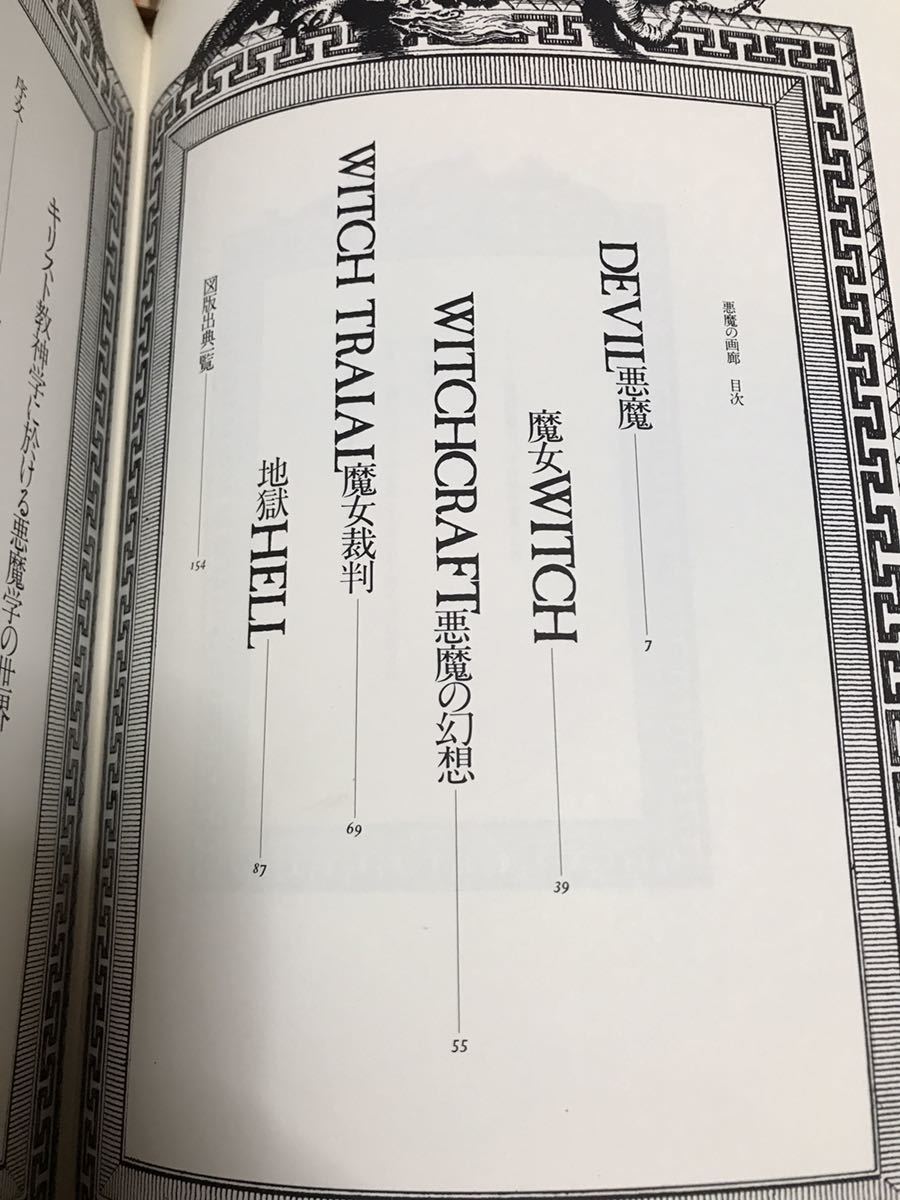 悪魔の画廊 目次
DEVIL悪魔 7
魔女WITCH 39
WITCHCRAFT悪魔の幻想 55
WITCH TRAIAL魔女裁判 69
地獄HELL 87
図版出典一覧 154
序文
キリスト教神学に於ける悪魔学の世界